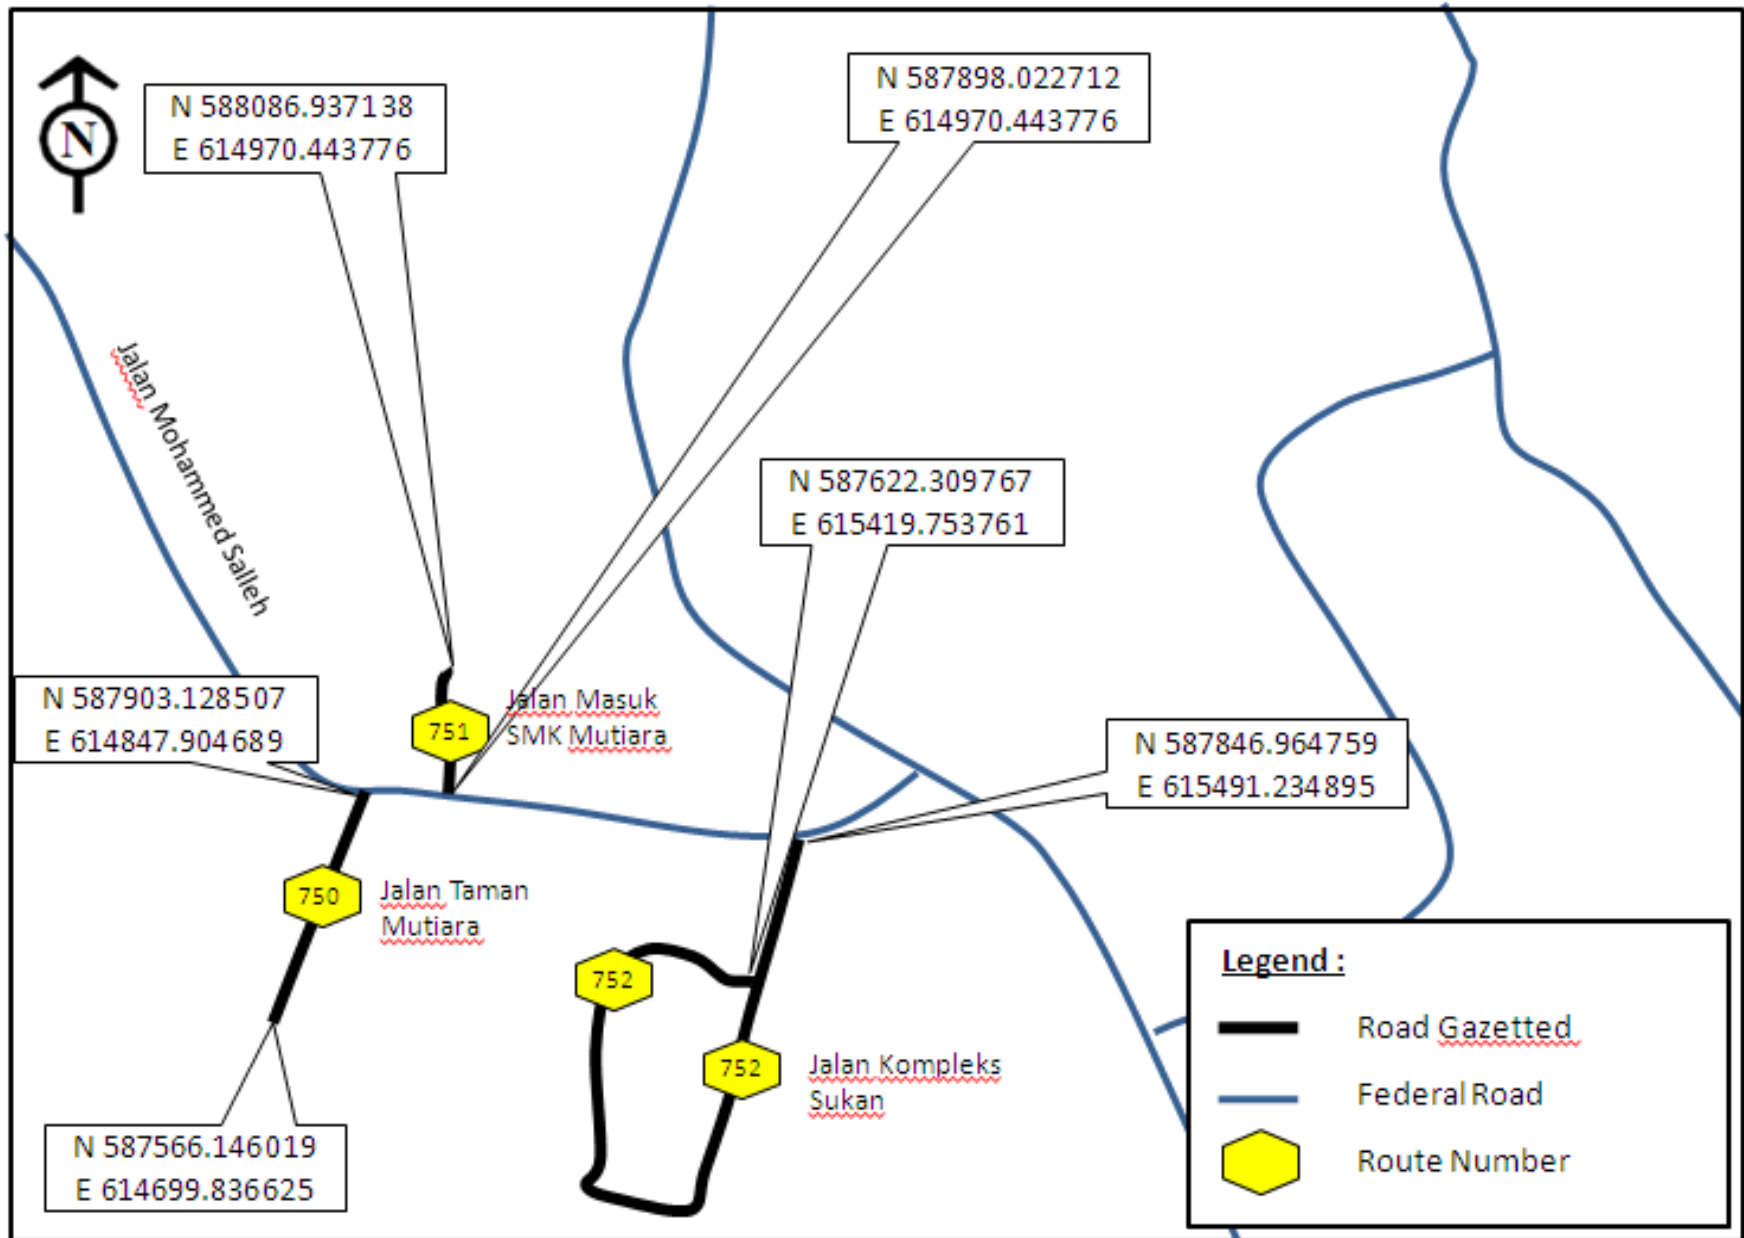 N
N 588086.937138
E 614970.443776
N 587898.022712
E 614970.443776
Jalan Mohammed Salleh
N 587622.309767
E 615419.753761
N 587903.128507
E 614847.904689
751
Jalan Masuk
SMK Mutiara
N 587846.964759
E 615491.234895
750
Jalan Taman
Mutiara
752
752
Jalan Kompleks
Sukan
N 587566.146019
E 614699.836625
Legend :
Road Gazetted
Federal Road
Route Number